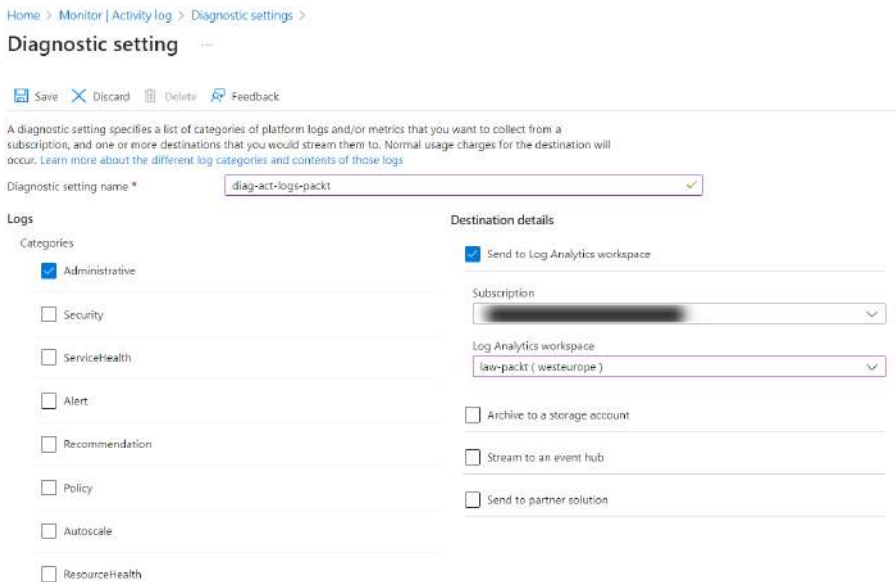 Home > Monitor | Activity log > Diagnostic settings >
Diagnostic setting ...
Save Discard Delete Feedback
A diagnostic setting specifies a list of categories of platform logs and/or metrics that you want to collect from a
subscription, and one or more destinations that you would stream them to. Normal usage charges for the destination will
occur. Learn more about the different log categories and contents of those logs
Diagnostic setting name *
diag-act-logs-packt
Logs
Categories
Administrative
Security
ServiceHealth
Alert
Recommendation
Policy
Autoscale
ResourceHealth
Destination details
Send to Log Analytics workspace
Subscription
Log Analytics workspace
law-packt ( westeurope )
Archive to a storage account
Stream to an event hub
Send to partner solution